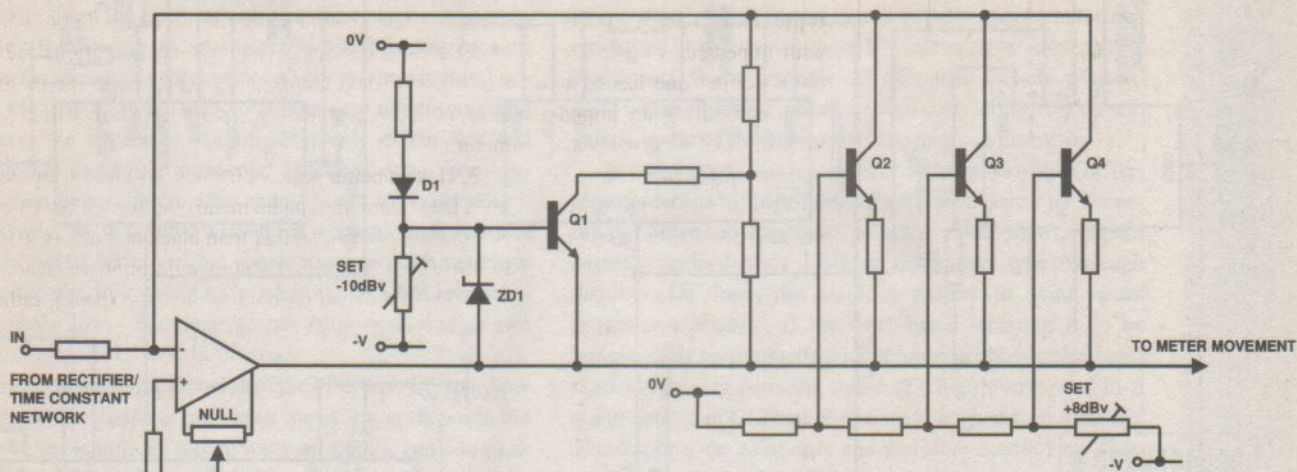 0V
D1
Q1
Q2
Q3
Q4
SET
-10dBv
ZD1
-V
IN
FROM RECTIFIER/
TIME CONSTANT
NETWORK
NULL
TO METER MOVEMENT
0V
SET
+8dBv
-V